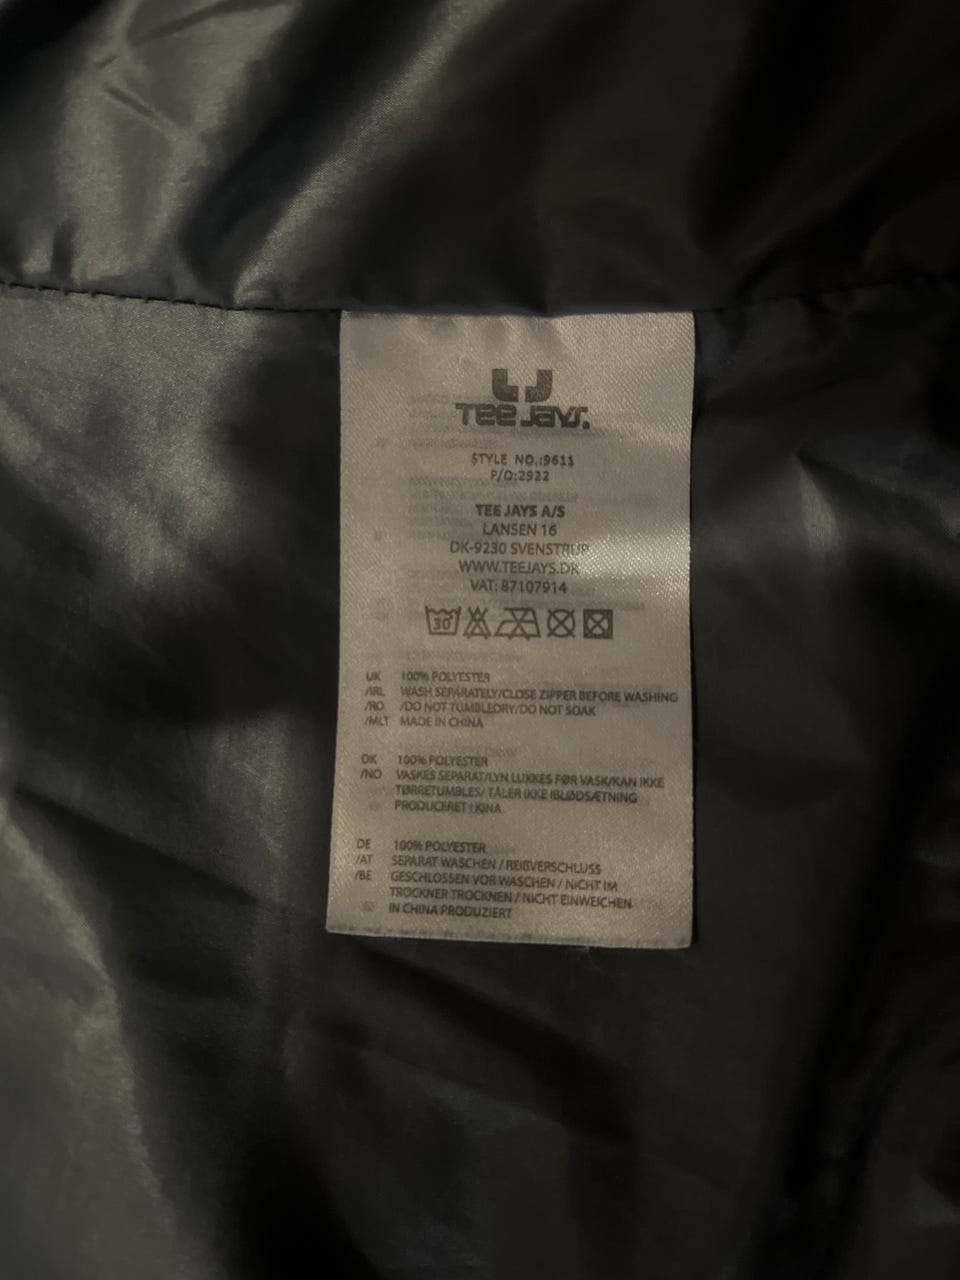 TEE JAYS.
STYLE NO.:9611
P/O:2922
TEE JAYS A/S
LANSEN 16
DK-9230 SVENSTRUP
WWW.TEEJAYS.DK
VAT: 87107914
30
UK 100% POLYESTER
/IRL WASH SEPARATELY/CLOSE ZIPPER BEFORE WASHING
/RO /DO NOT TUMBLEDRY/DO NOT SOAK
/MLT MADE IN CHINA
DK 100% POLYESTER
/NO VASKES SEPARAT/LYN LUKKES FØR VASK/KAN IKKE
TØRRETUMBLES/ TÅLER IKKE IBLØDSÆTNING
PRODUCERET I KINA
DE 100% POLYESTER
/AT SEPARAT WASCHEN / REIßVERSCHLUSS
/BE GESCHLOSSEN VOR WASCHEN / NICHT IM
TROCKNER TROCKNEN / NICHT EINWEICHEN
IN CHINA PRODUZIERT